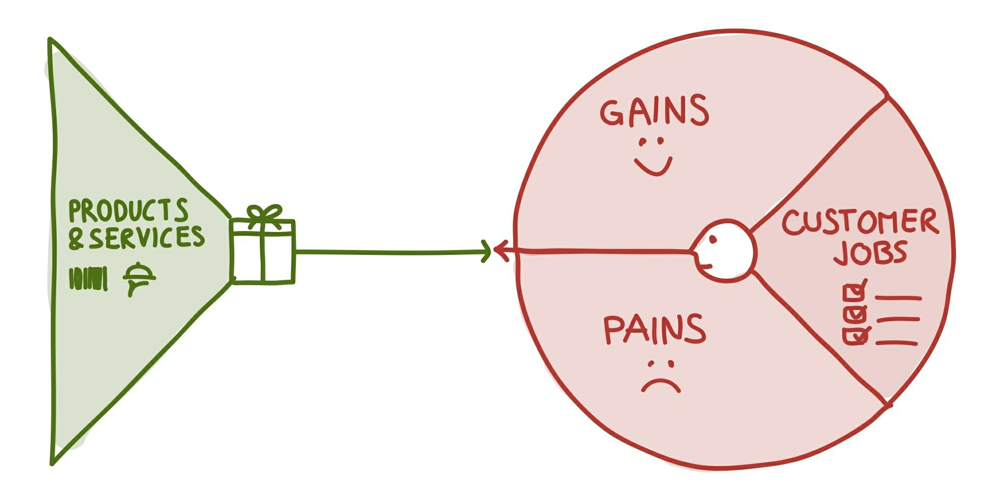 PRODUCTS
& SERVICES
GAINS
CUSTOMER
JOBS
PAINS